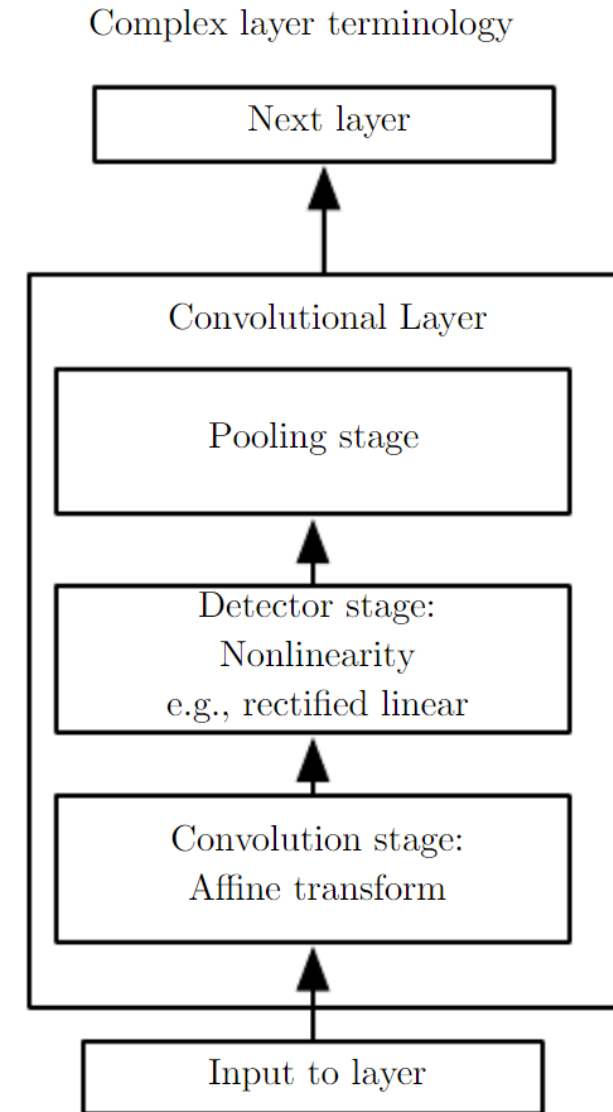 Complex layer terminology
Next layer
Convolutional Layer
Pooling stage
Detector stage:
Nonlinearity
e.g., rectified linear
Convolution stage:
Affine transform
Input to layer